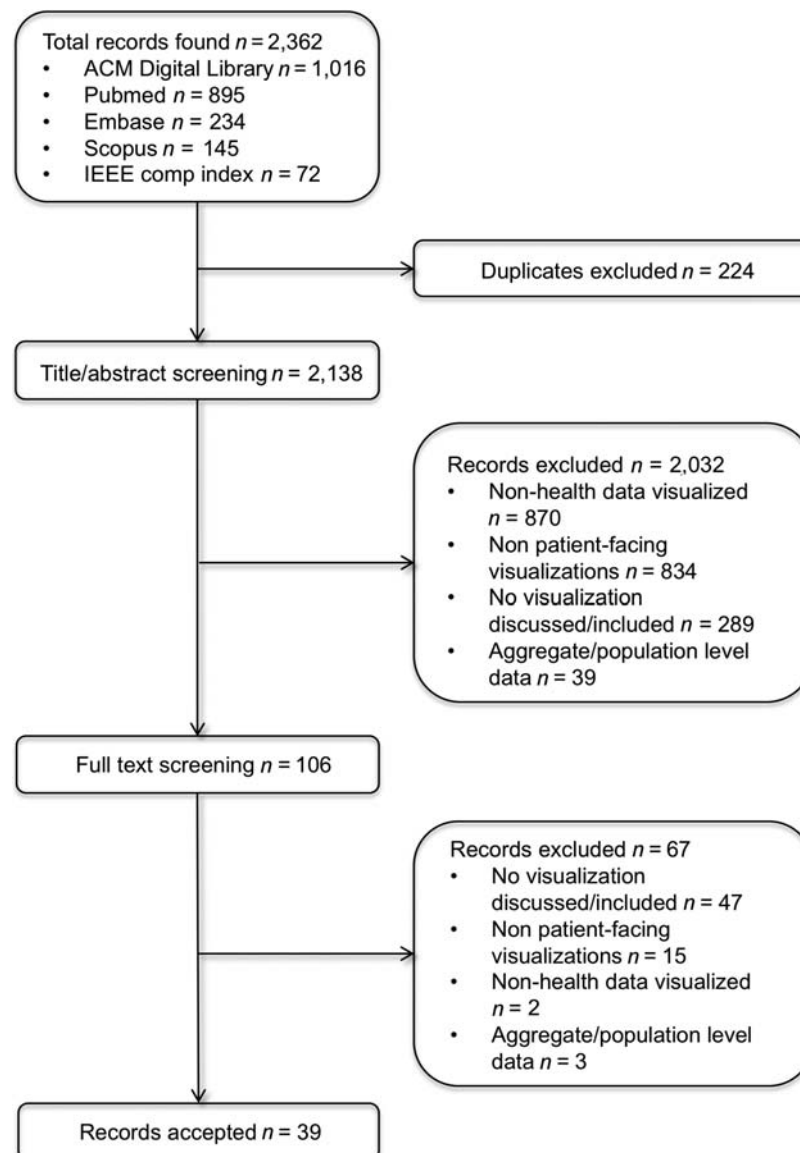 Total records found n = 2,362
• ACM Digital Library n = 1,016
• Pubmed n = 895
• Embase n = 234
• Scopus n = 145
• IEEE comp index n = 72
Duplicates excluded n = 224
Title/abstract screening n = 2,138
Records excluded n = 2,032
• Non-health data visualized
n = 870
• Non patient-facing
visualizations n = 834
• No visualization
discussed/included n = 289
• Aggregate/population level
data n = 39
Full text screening n = 106
Records excluded n = 67
• No visualization
discussed/included n = 47
• Non patient-facing
visualizations n = 15
• Non-health data visualized
n = 2
• Aggregate/population level
data n = 3
Records accepted n = 39